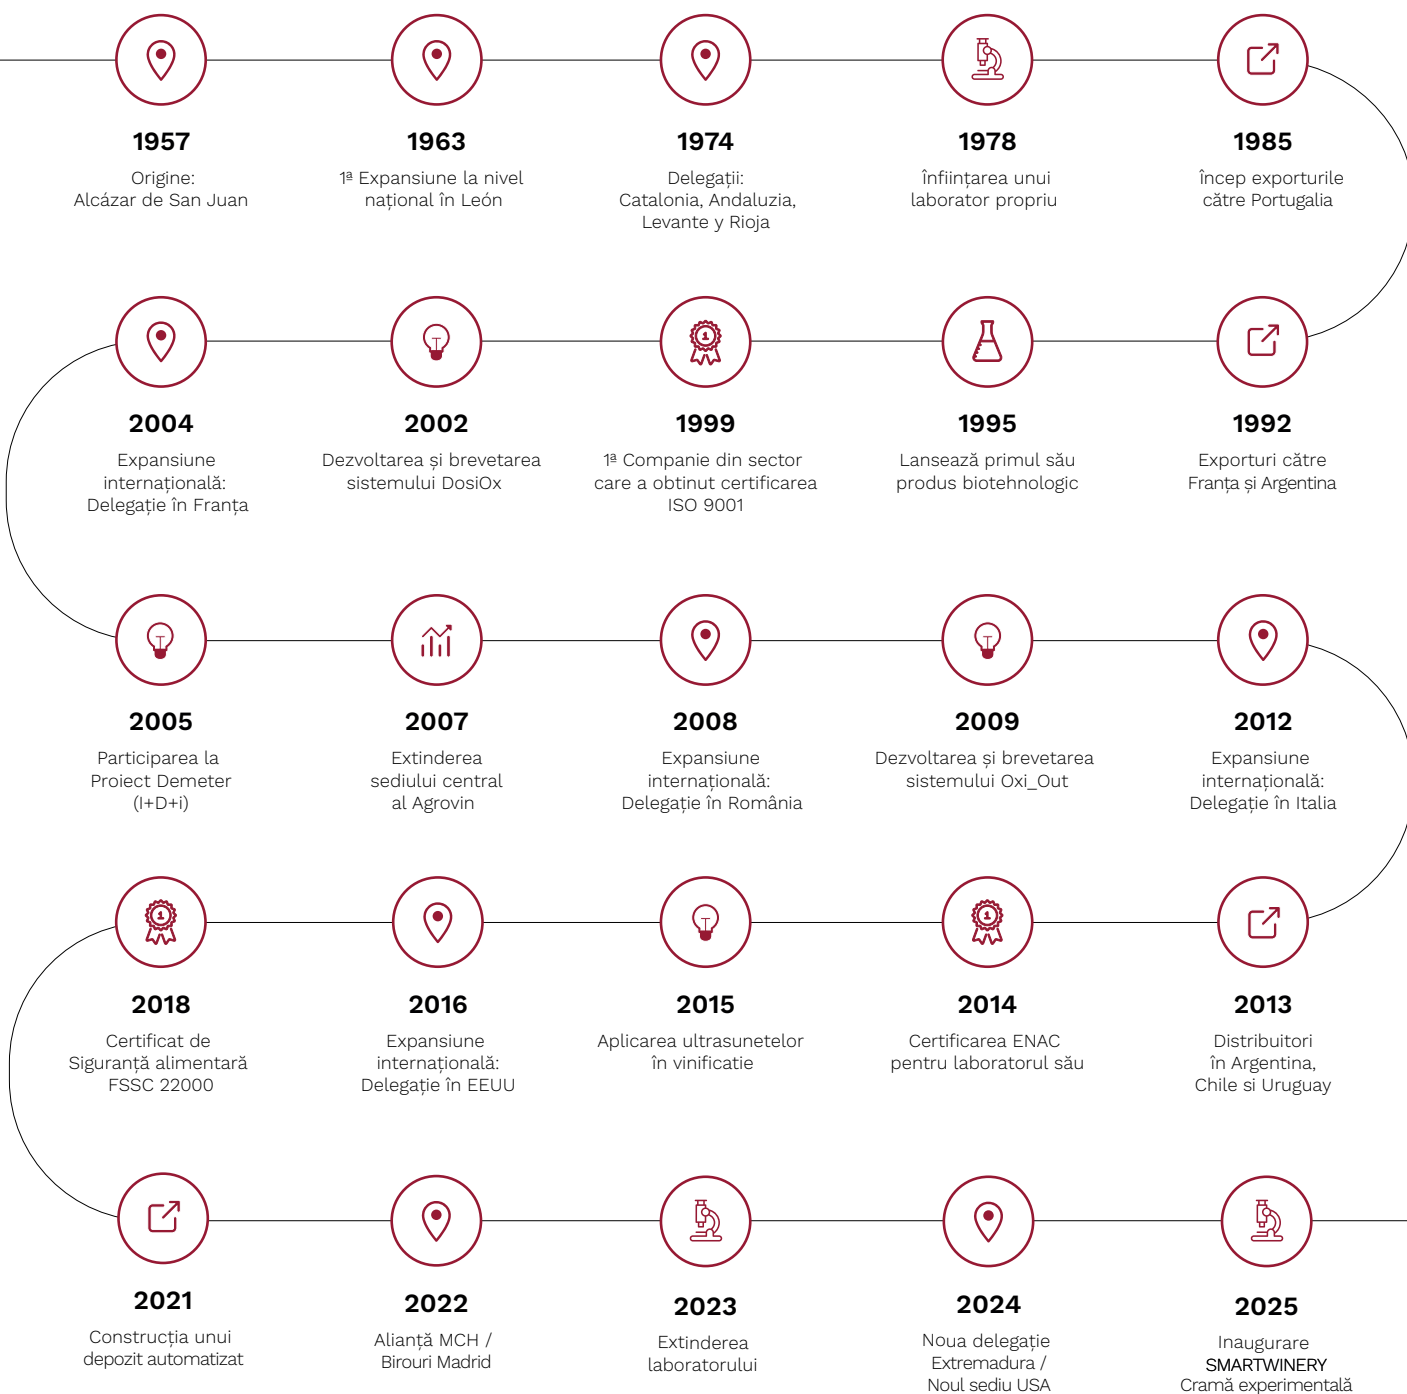 1957
Origine:
Alcázar de San Juan
1963
1ª Expansiune la nivel
național în León
1974
Delegații:
Catalonia, Andaluzia,
Levante y Rioja
1978
Înființarea unui
laborator propriu
1985
Încep exporturile
către Portugalia
1992
Exporturi către
Franța și Argentina
1995
Lansează primul său
produs biotehnologic
1999
1ª Companie din sector
care a obtinut certificarea
ISO 9001
2002
Dezvoltarea și brevetarea
sistemului DosiOx
2004
Expansiune
internațională:
Delegație în Franța
2005
Participarea la
Proiect Demeter
(I+D+i)
2007
Extinderea
sediului central
al Agrovin
2008
Expansiune
internațională:
Delegație în România
2009
Dezvoltarea și brevetarea
sistemului Oxi_Out
2012
Expansiune
internațională:
Delegație în Italia
2013
Distribuitori
în Argentina,
Chile si Uruguay
2014
Certificarea ENAC
pentru laboratorul său
2015
Aplicarea ultrasunetelor
în vinificatie
2016
Expansiune
internațională:
Delegație în EEUU
2018
Certificat de
Siguranță alimentară
FSSC 22000
2021
Construcția unui
depozit automatizat
2022
Alianță MCH /
Birouri Madrid
2023
Extinderea
laboratorului
2024
Noua delegație
Extremadura /
Noul sediu USA
2025
Inaugurare
SMARTWINERY
Cramă experimentală